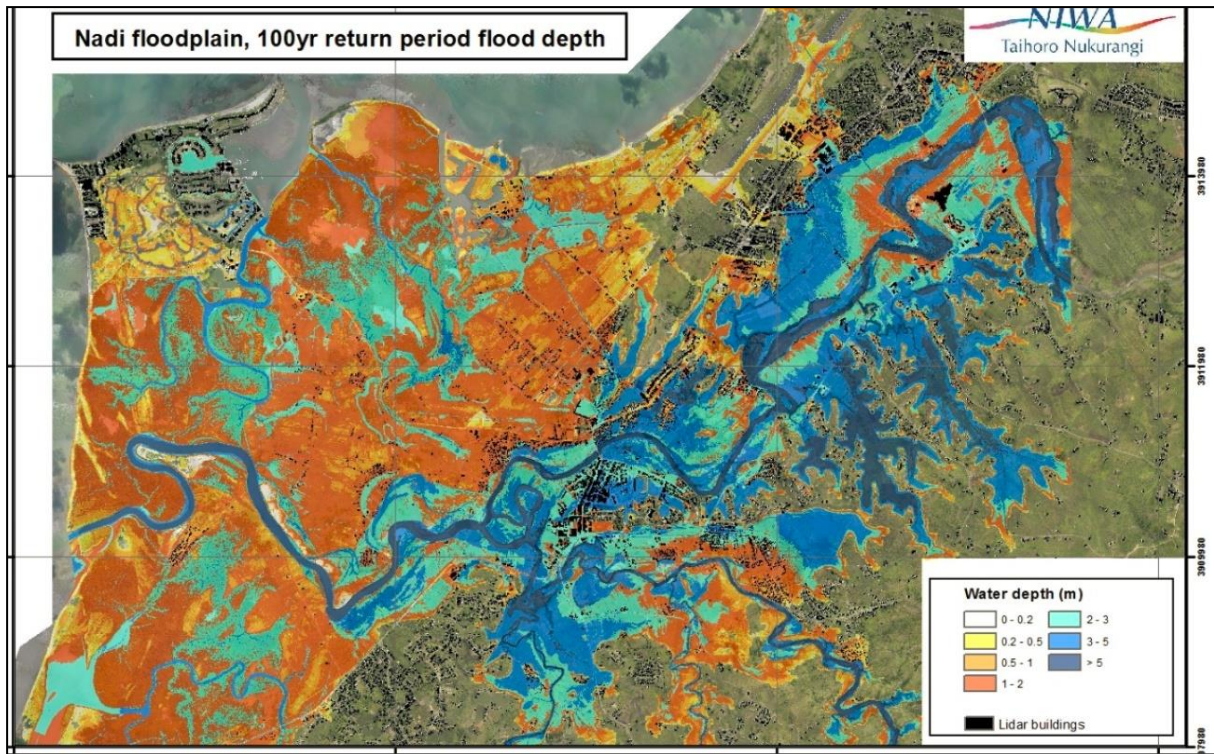 Nadi floodplain, 100yr return period flood depth
NIWA
Taihoro Nukurangi
3913980
3911980
3909980
Water depth (m)
0 - 0.2
0.2 - 0.5
0.5 - 1
1 - 2
2 - 3
3 - 5
> 5
Lidar buildings
7980